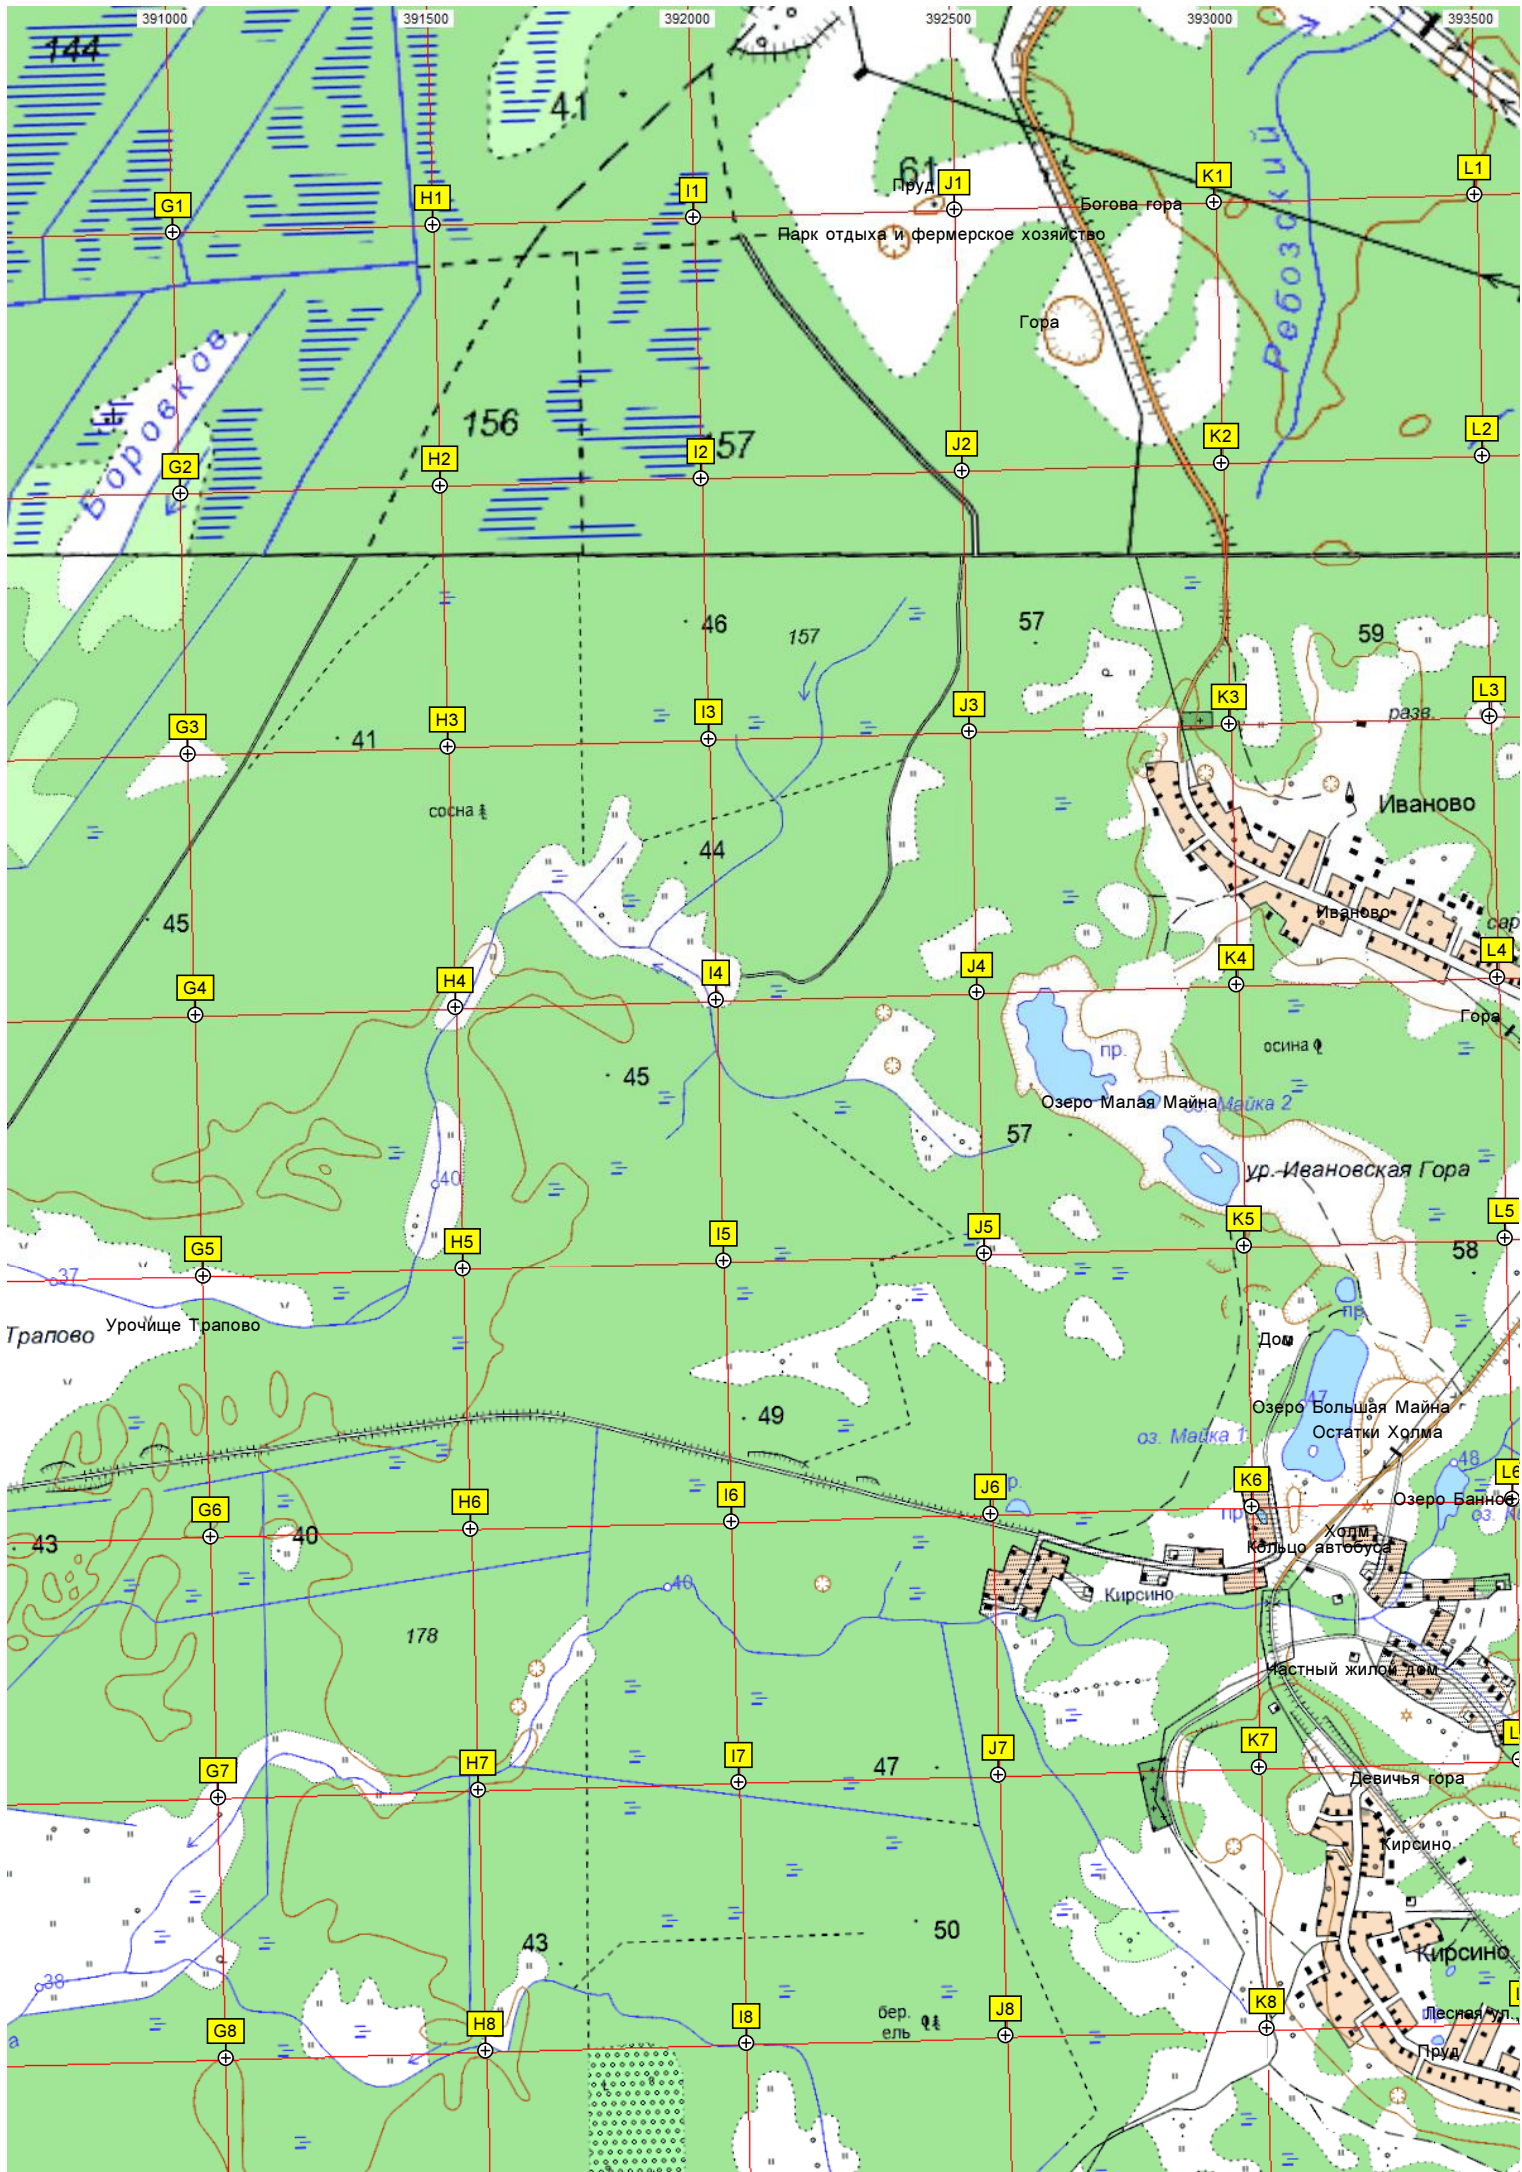 391000 391500 392000 392500 393000 393500
144
41
61
Пруд
Ребозский
G1 H1 I1 J1 K1 L1
Богова гора
Парк отдыха и фермерское хозяйство
Гора
Боровков
156
157
G2 H2 I2 J2 K2 L2
46
157
57
59
G3 H3 I3 J3 K3 L3
разв.
41
сосна
Иваново
44
Иваново
45
сар
G4 H4 I4 J4 K4 L4
Гора
осина
пр.
45
Озеро Малая Майна
оз. Майка 2
57
40
ур. Ивановская Гора
G5 H5 I5 J5 K5 L5
58
37
пр.
Трапово
Урочище Трапово
Дом
47
Озеро Большая Майна
49
оз. Майка 1
Остатки Холма
48
G6 H6 I6 J6 K6 L6
Озеро Банное
пр.
43
40
Холм
Кольцо автобуса
40
Кирсино
178
Частный жилой дом
G7 H7 I7 J7 K7 L
47
Девичья гора
Кирсино
50
43
Кирсино
38
G8 H8 I8 J8 K8 L
бер.
ель
Лесная ул.
Пруд
а